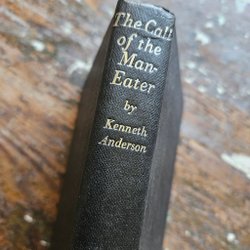 The Call
of the
Man-
Eater
by
Kenneth
Anderson